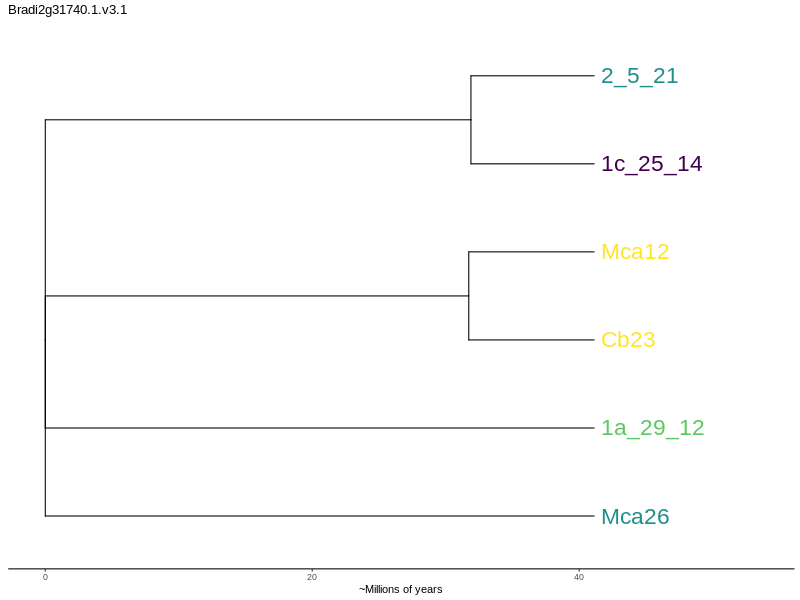 Bradi2g31740.1.v3.1
2_5_21
1c_25_14
Mca12
Cb23
1a_29_12
Mca26
0 20 40
~Millions of years